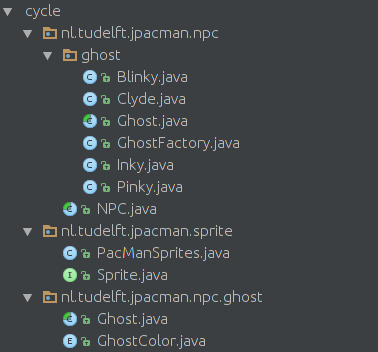 cycle
nl.tudelft.jpacman.npc
ghost
Blinky.java
Clyde.java
Ghost.java
GhostFactory.java
Inky.java
Pinky.java
NPC.java
nl.tudelft.jpacman.sprite
PacManSprites.java
Sprite.java
nl.tudelft.jpacman.npc.ghost
Ghost.java
GhostColor.java